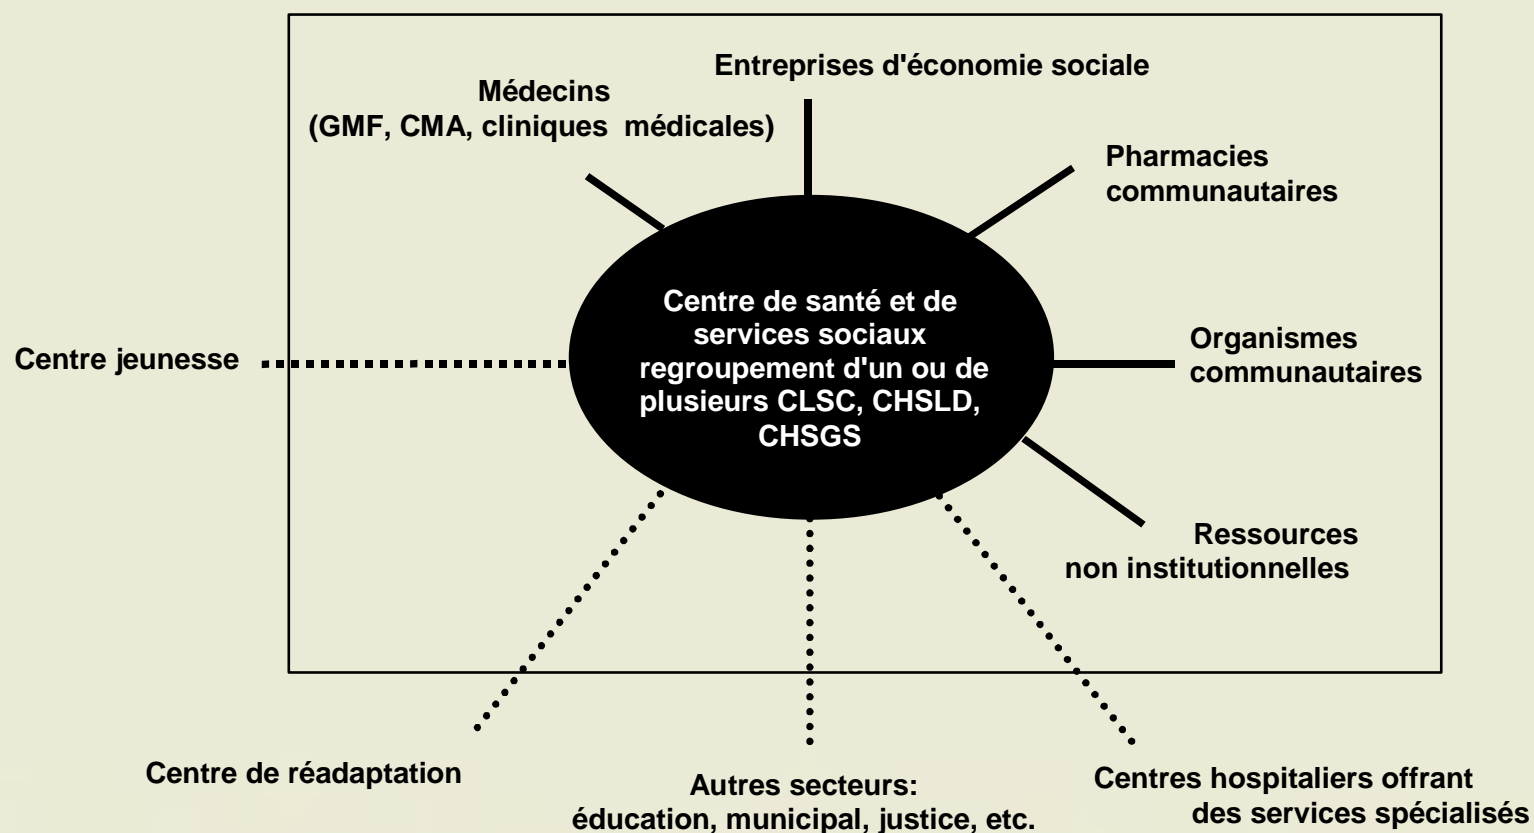 Entreprises d'économie sociale
Médecins
(GMF, CMA, cliniques médicales)
Pharmacies
communautaires
Centre de santé et de
services sociaux
regroupement d'un ou de
plusieurs CLSC, CHSLD,
CHSGS
Centre jeunesse
Organismes
communautaires
Ressources
non institutionnelles
Centre de réadaptation
Autres secteurs:
éducation, municipal, justice, etc.
Centres hospitaliers offrant
des services spécialisés